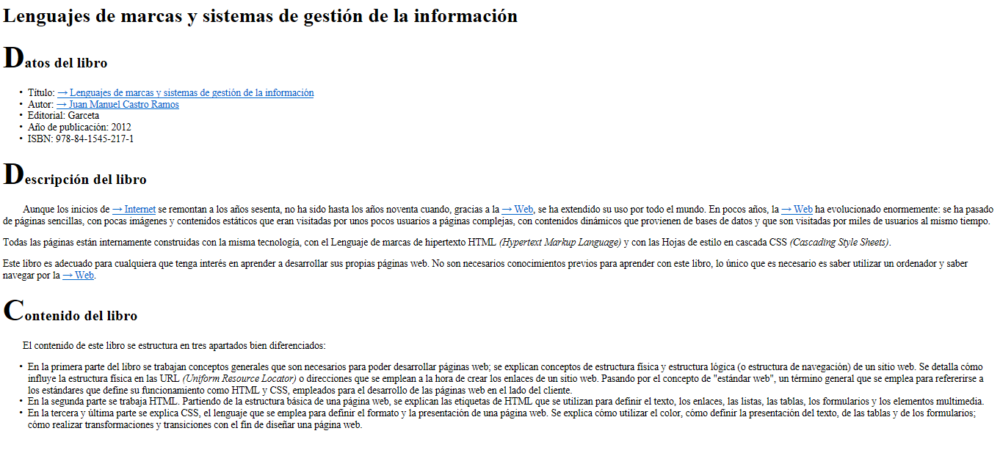 Lenguajes de marcas y sistemas de gestión de la información
Datos del libro
• Título: → Lenguajes de marcas y sistemas de gestión de la información
• Autor: → Juan Manuel Castro Ramos
• Editorial: Garceta
• Año de publicación: 2012
• ISBN: 978-84-1545-217-1
Descripción del libro
Aunque los inicios de → Internet se remontan a los años sesenta, no ha sido hasta los años noventa cuando, gracias a la → Web, se ha extendido su uso por todo el mundo. En pocos años, la → Web ha evolucionado enormemente: se ha pasado
de páginas sencillas, con pocas imágenes y contenidos estáticos que eran visitadas por unos pocos usuarios a páginas complejas, con contenidos dinámicos que provienen de bases de datos y que son visitadas por miles de usuarios al mismo tiempo.
Todas las páginas están internamente construidas con la misma tecnología, con el Lenguaje de marcas de hipertexto HTML (Hypertext Markup Language) y con las Hojas de estilo en cascada CSS (Cascading Style Sheets).
Este libro es adecuado para cualquiera que tenga interés en aprender a desarrollar sus propias páginas web. No son necesarios conocimientos previos para aprender con este libro, lo único que es necesario es saber utilizar un ordenador y saber
navegar por la → Web.
Contenido del libro
El contenido de este libro se estructura en tres apartados bien diferenciados:
• En la primera parte del libro se trabajan conceptos generales que son necesarios para poder desarrollar páginas web; se explican conceptos de estructura física y estructura lógica (o estructura de navegación) de un sitio web. Se detalla cómo
influye la estructura física en las URL (Uniform Resource Locator) o direcciones que se emplean a la hora de crear los enlaces de un sitio web. Pasando por el concepto de "estándar web", un término general que se emplea para refererirse a
los estándares que define su funcionamiento como HTML y CSS, empleados para el desarrollo de las páginas web en el lado del cliente.
• En la segunda parte se trabaja HTML. Partiendo de la estructura básica de una página web, se explican las etiquetas de HTML que se utilizan para definir el texto, los enlaces, las listas, las tablas, los formularios y los elementos multimedia.
• En la tercera y última parte se explica CSS, el lenguaje que se emplea para definir el formato y la presentación de una página web. Se explica cómo utilizar el color, cómo definir la presentación del texto, de las tablas y de los formularios;
cómo realizar transformaciones y transiciones con el fin de diseñar una página web.